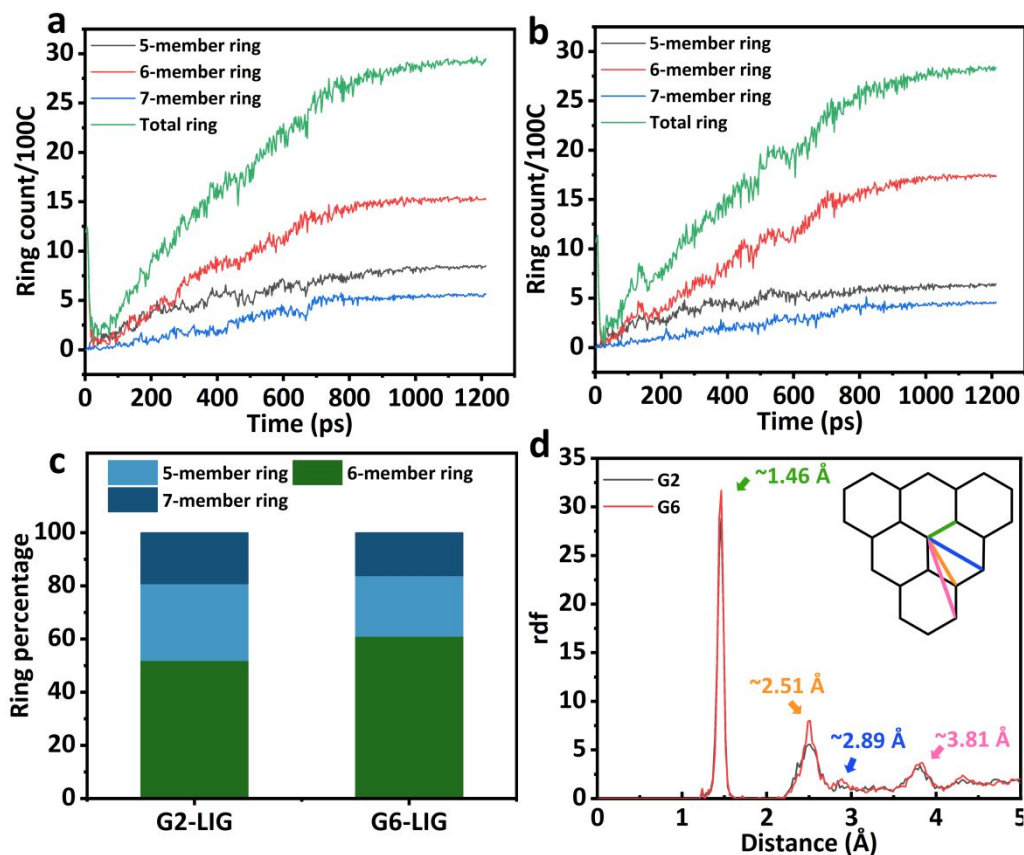 a
5-member ring
6-member ring
7-member ring
Total ring
Ring count/100C
30
25
20
15
10
5
0
0 200 400 600 800 1000 1200
Time (ps)
b
5-member ring
6-member ring
7-member ring
Total ring
Ring count/100C
30
25
20
15
10
5
0
0 200 400 600 800 1000 1200
Time (ps)
c
5-member ring 6-member ring
7-member ring
Ring percentage
100
80
60
40
20
0
G2-LIG G6-LIG
d
G2
G6
rdf
35
30
25
20
15
10
5
0
~1.46 Å
~2.51 Å
~2.89 Å
~3.81 Å
0 1 2 3 4 5
Distance (Å)